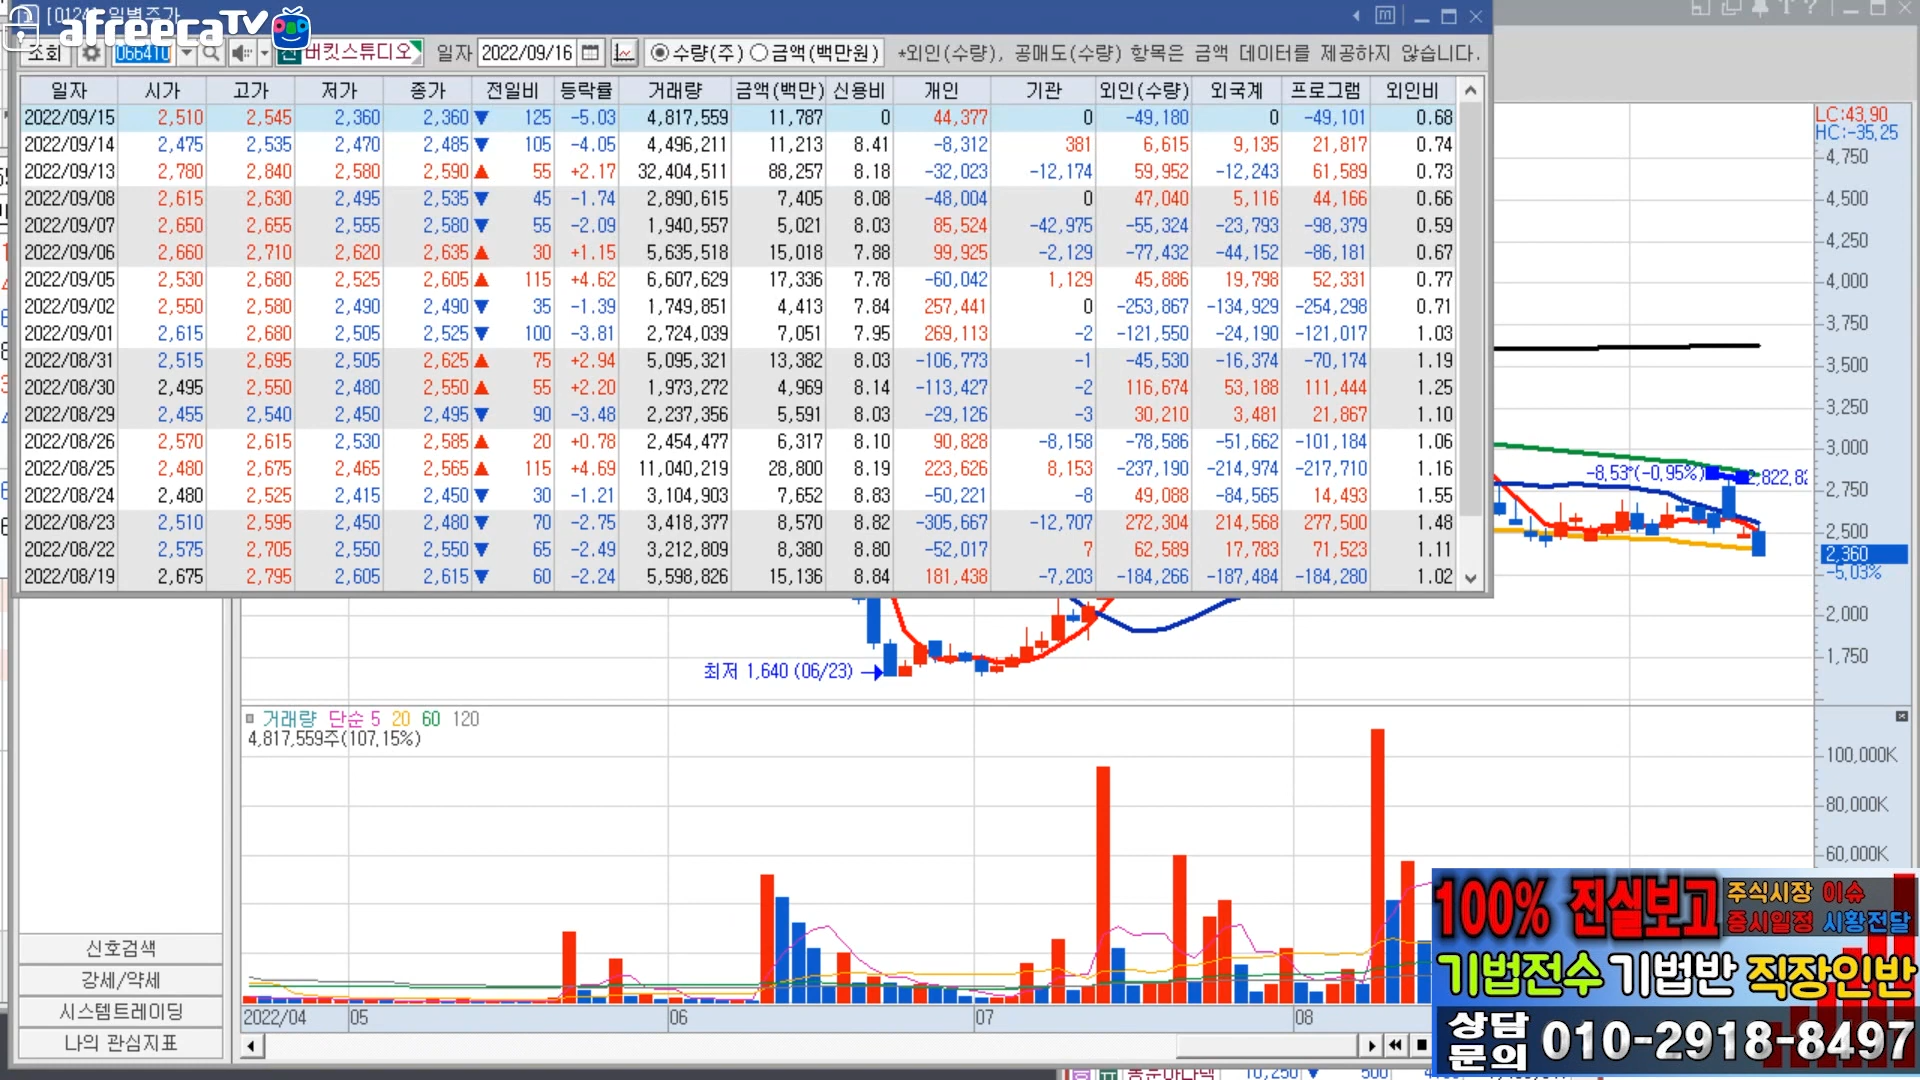 [0124] 일별주가
afreecaTV
조회 066410 버킷스튜디오 일자 2022/09/16 수량(주) 금액(백만원) *외인(수량), 공매도(수량) 항목은 금액 데이터를 제공하지 않습니다.
일자 시가 고가 저가 종가 전일비 등락률 거래량 금액(백만) 신용비 개인 기관 외인(수량) 외국계 프로그램 외인비
2022/09/15 2,510 2,545 2,360 2,360 ▼ 125 -5.03 4,817,559 11,787 0 44,377 0 -49,180 0 -49,101 0.68
2022/09/14 2,475 2,535 2,470 2,485 ▼ 105 -4.05 4,496,211 11,213 8.41 -8,312 381 6,615 9,135 21,817 0.74
2022/09/13 2,780 2,840 2,580 2,590 ▲ 55 +2.17 32,404,511 88,257 8.18 -32,023 -12,174 59,952 -12,243 61,589 0.73
2022/09/08 2,615 2,630 2,495 2,535 ▼ 45 -1.74 2,890,615 7,405 8.08 -48,004 0 47,040 5,116 44,166 0.66
2022/09/07 2,650 2,655 2,555 2,580 ▼ 55 -2.09 1,940,557 5,021 8.03 85,524 -42,975 -55,324 -23,793 -98,379 0.59
2022/09/06 2,660 2,710 2,620 2,635 ▲ 30 +1.15 5,635,518 15,018 7.88 99,925 -2,129 -77,432 -44,152 -86,181 0.67
2022/09/05 2,530 2,680 2,525 2,605 ▲ 115 +4.62 6,607,629 17,336 7.78 -60,042 1,129 45,886 19,798 52,331 0.77
2022/09/02 2,550 2,580 2,490 2,490 ▼ 35 -1.39 1,749,851 4,413 7.84 257,441 0 -253,867 -134,929 -254,298 0.71
2022/09/01 2,615 2,680 2,505 2,525 ▼ 100 -3.81 2,724,039 7,051 7.95 269,113 -2 -121,550 -24,190 -121,017 1.03
2022/08/31 2,515 2,695 2,505 2,625 ▲ 75 +2.94 5,095,321 13,382 8.03 -106,773 -1 -45,530 -16,374 -70,174 1.19
2022/08/30 2,495 2,550 2,480 2,550 ▲ 55 +2.20 1,973,272 4,969 8.14 -113,427 -2 116,674 53,188 111,444 1.25
2022/08/29 2,455 2,540 2,450 2,495 ▼ 90 -3.48 2,237,356 5,591 8.03 -29,126 -3 30,210 3,481 21,867 1.10
2022/08/26 2,570 2,615 2,530 2,585 ▲ 20 +0.78 2,454,477 6,317 8.10 90,828 -8,158 -78,586 -51,662 -101,184 1.06
2022/08/25 2,480 2,675 2,465 2,565 ▲ 115 +4.69 11,040,219 28,800 8.19 223,626 8,153 -237,190 -214,974 -217,710 1.16
2022/08/24 2,480 2,525 2,415 2,450 ▼ 30 -1.21 3,104,903 7,652 8.83 -50,221 -8 49,088 -84,565 14,493 1.55
2022/08/23 2,510 2,595 2,450 2,480 ▼ 70 -2.75 3,418,377 8,570 8.82 -305,667 -12,707 272,304 214,568 277,500 1.48
2022/08/22 2,575 2,705 2,550 2,550 ▼ 65 -2.49 3,212,809 8,380 8.80 -52,017 7 62,589 17,783 71,523 1.11
2022/08/19 2,675 2,795 2,605 2,615 ▼ 60 -2.24 5,598,826 15,136 8.84 181,438 -7,203 -184,266 -187,484 -184,280 1.02
LC:43,90
HC:-35,25
4,750
4,500
4,250
4,000
3,750
3,500
3,250
3,000
-8,53*(-0,95%) 2,822,8
2,750
2,500
2,360
-5,03%
2,000
1,750
최저 1,640 (06/23)
거래량 단순 5 20 60 120
4,817,559주(107,15%)
100,000K
80,000K
60,000K
2022/04 05 06 07 08
신호검색
강세/약세
시스템트레이딩
나의 관심지표
100% 진실보고 주식시장 이슈
증시일정 시황전달
기법전수 기법반 직장인반
상담문의 010-2918-8497
10,250 ▼ 500